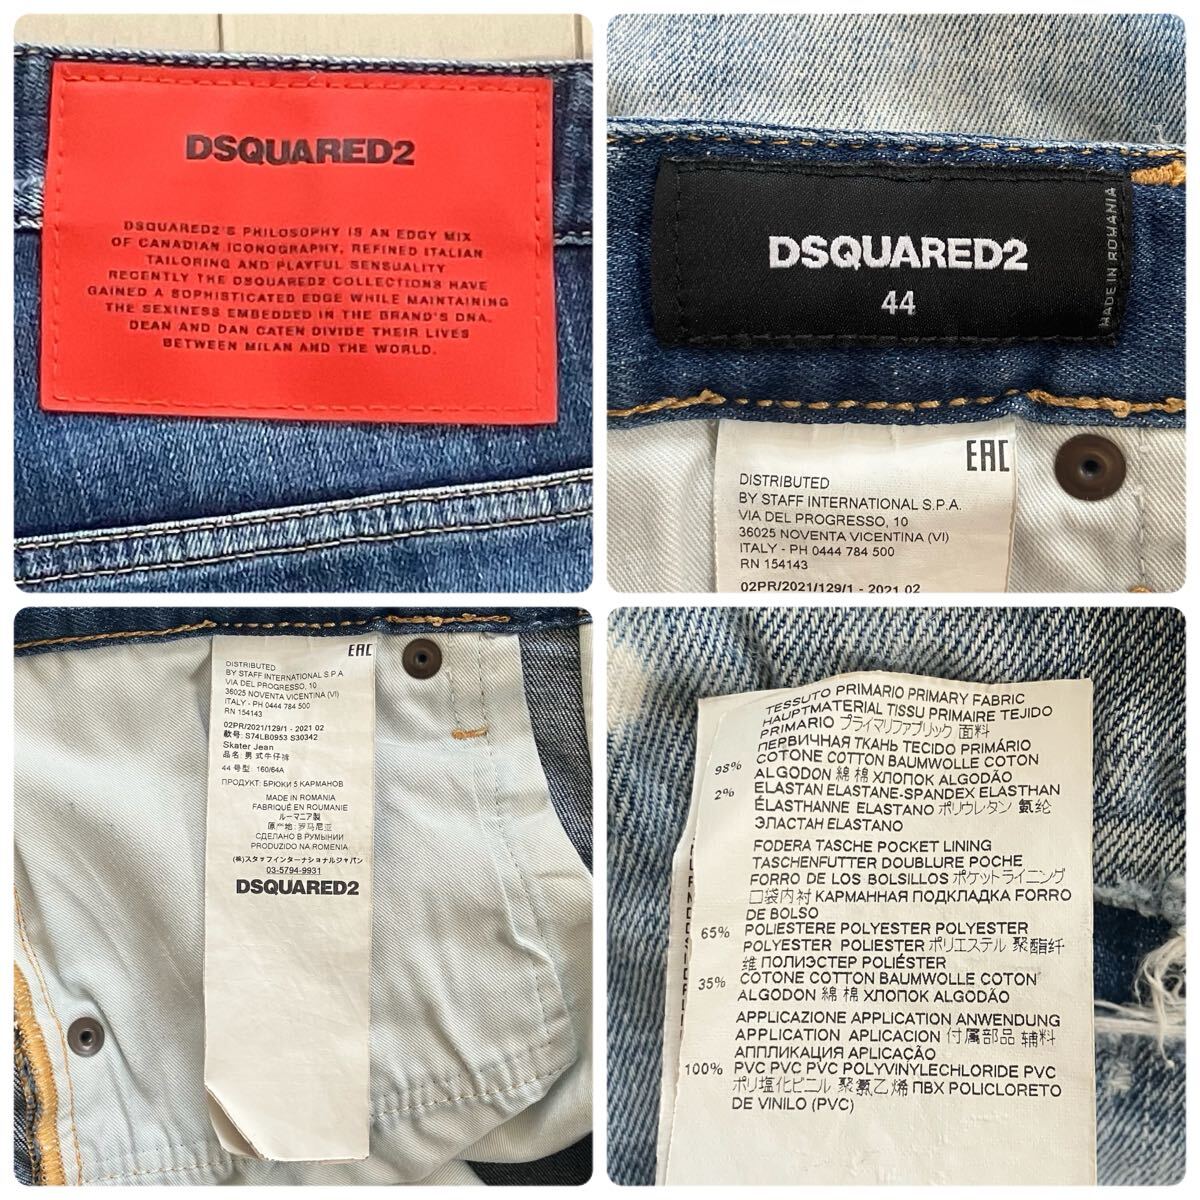 DSQUARED2
DSQUARED2'S PHILOSOPHY IS AN EDGY MIX
OF CANADIAN ICONOGRAPHY, REFINED ITALIAN
TAILORING AND PLAYFUL SENSUALITY
RECENTLY THE DSQUARED2 COLLECTIONS HAVE
GAINED A SOPHISTICATED EDGE WHILE MAINTAINING
THE SEXINESS EMBEDDED IN THE BRAND'S DNA.
DEAN AND DAN CATEN DIVIDE THEIR LIVES
BETWEEN MILAN AND THE WORLD.
DSQUARED2
44
MADE IN ROMANIA
EAC
DISTRIBUTED
BY STAFF INTERNATIONAL S.P.A.
VIA DEL PROGRESSO, 10
36025 NOVENTA VICENTINA (VI)
ITALY - PH 0444 784 500
RN 154143
02PR/2021/129/1 - 2021 02
EAC
DISTRIBUTED
BY STAFF INTERNATIONAL S.P.A
VIA DEL PROGRESSO, 10
36025 NOVENTA VICENTINA (VI)
ITALY - PH 0444 784 500
RN 154143
02PR/2021/129/1 - 2021 02
款号: S74LB0953 S30342
Skater Jean
品名: 男式牛仔裤
44 号型: 160/64A
ПРОДУКТ: БРЮКИ 5 КАРМАНОВ
MADE IN ROMANIA
FABRIQUÉ EN ROUMANIE
ルーマニア製
原产地: 罗马尼亚
СДЕЛАНО В РУМЫНИИ
PRODUZIDO NA ROMENIA
(株)スタッフインターナショナルジャパン
03-5794-9931
DSQUARED2
TESSUTO PRIMARIO PRIMARY FABRIC
HAUPTMATERIAL TISSU PRIMAIRE TEJIDO
PRIMARIO プライマリファブリック 面料
ПЕРВИЧНАЯ ТКАНЬ TECIDO PRIMÁRIO
98% COTONE COTTON BAUMWOLLE COTON
ALGODON 綿 棉 ХЛОПОК ALGODÃO
2% ELASTAN ELASTANE-SPANDEX ELASTHAN
ÉLASTHANNE ELASTANO ポリウレタン 氨纶
ЭЛАСТАН ELASTANO
FODERA TASCHE POCKET LINING
TASCHENFUTTER DOUBLURE POCHE
FORRO DE LOS BOLSILLOS ポケットライニング
口袋内衬 КАРМАННАЯ ПОДКЛАДКА FORRO
DE BOLSO
65% POLIESTERE POLYESTER POLYESTER
POLYESTER POLIESTER ポリエステル 聚酯纤
维 ПОЛИЭСТЕР POLIÉSTER
35% COTONE COTTON BAUMWOLLE COTON
ALGODON 綿 棉 ХЛОПОК ALGODÃO
APPLICAZIONE APPLICATION ANWENDUNG
APPLICATION APLICACION 付属部品 辅料
АППЛИКАЦИЯ APLICAÇÃO
100% PVC PVC PVC POLYVINYLECHLORIDE PVC
ポリ塩化ビニル 聚氯乙烯 ПВХ POLICLORETO
DE VINILO (PVC)